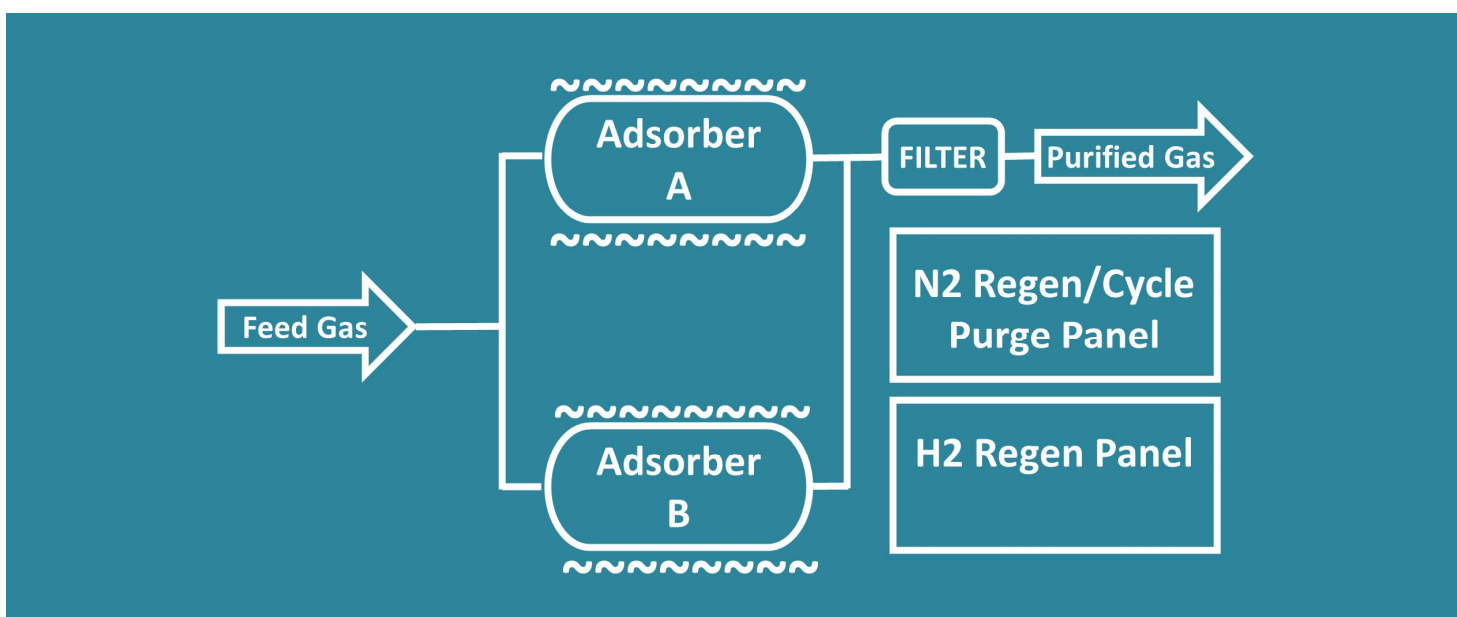 Adsorber
A
FILTER
Purified Gas
N2 Regen/Cycle
Purge Panel
Feed Gas
H2 Regen Panel
Adsorber
B